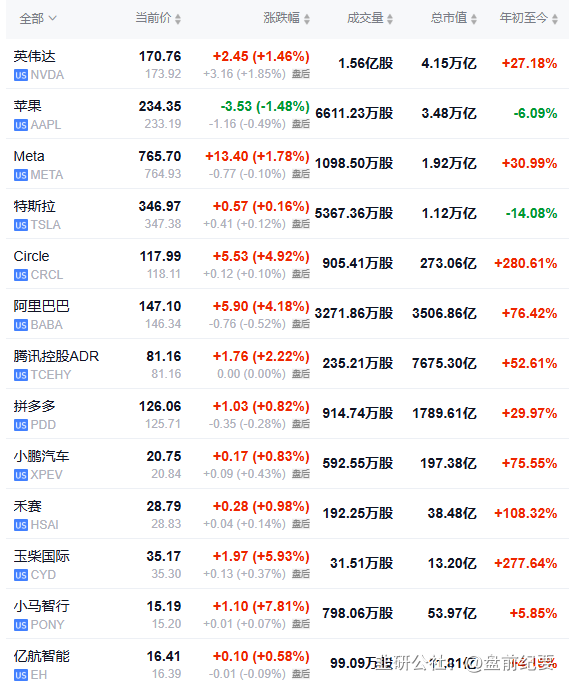 全部 当前价 涨跌幅 成交量 总市值 年初至今
英伟达 170.76 +2.45 (+1.46%) 1.56亿股 4.15万亿 +27.18%
US NVDA 173.92 +3.16 (+1.85%) 盘后
苹果 234.35 -3.53 (-1.48%) 6611.23万股 3.48万亿 -6.09%
US AAPL 233.19 -1.16 (-0.49%) 盘后
Meta 765.70 +13.40 (+1.78%) 1098.50万股 1.92万亿 +30.99%
US META 764.93 -0.77 (-0.10%) 盘后
特斯拉 346.97 +0.57 (+0.16%) 5367.36万股 1.12万亿 -14.08%
US TSLA 347.38 +0.41 (+0.12%) 盘后
Circle 117.99 +5.53 (+4.92%) 905.41万股 273.06亿 +280.61%
US CRCL 118.11 +0.12 (+0.10%) 盘后
阿里巴巴 147.10 +5.90 (+4.18%) 3271.86万股 3506.86亿 +76.42%
US BABA 146.34 -0.76 (-0.52%) 盘后
腾讯控股ADR 81.16 +1.76 (+2.22%) 235.21万股 7675.30亿 +52.61%
US TCEHY 81.16 0.00 (0.00%) 盘后
拼多多 126.06 +1.03 (+0.82%) 914.74万股 1789.61亿 +29.97%
US PDD 125.71 -0.35 (-0.28%) 盘后
小鹏汽车 20.75 +0.17 (+0.83%) 592.55万股 197.38亿 +75.55%
US XPEV 20.84 +0.09 (+0.43%) 盘后
禾赛 28.79 +0.28 (+0.98%) 192.25万股 38.48亿 +108.32%
US HSAI 28.83 +0.04 (+0.14%) 盘后
玉柴国际 35.17 +1.97 (+5.93%) 31.51万股 13.20亿 +277.64%
US CYD 35.30 +0.13 (+0.37%) 盘后
小马智行 15.19 +1.10 (+7.81%) 798.06万股 53.97亿 +5.85%
US PONY 15.20 +0.01 (+0.07%) 盘后
亿航智能 16.41 +0.10 (+0.58%) 99.09万股
US EH 16.39 -0.01 (-0.09%) 盘后
韭研公社 @盘前纪要